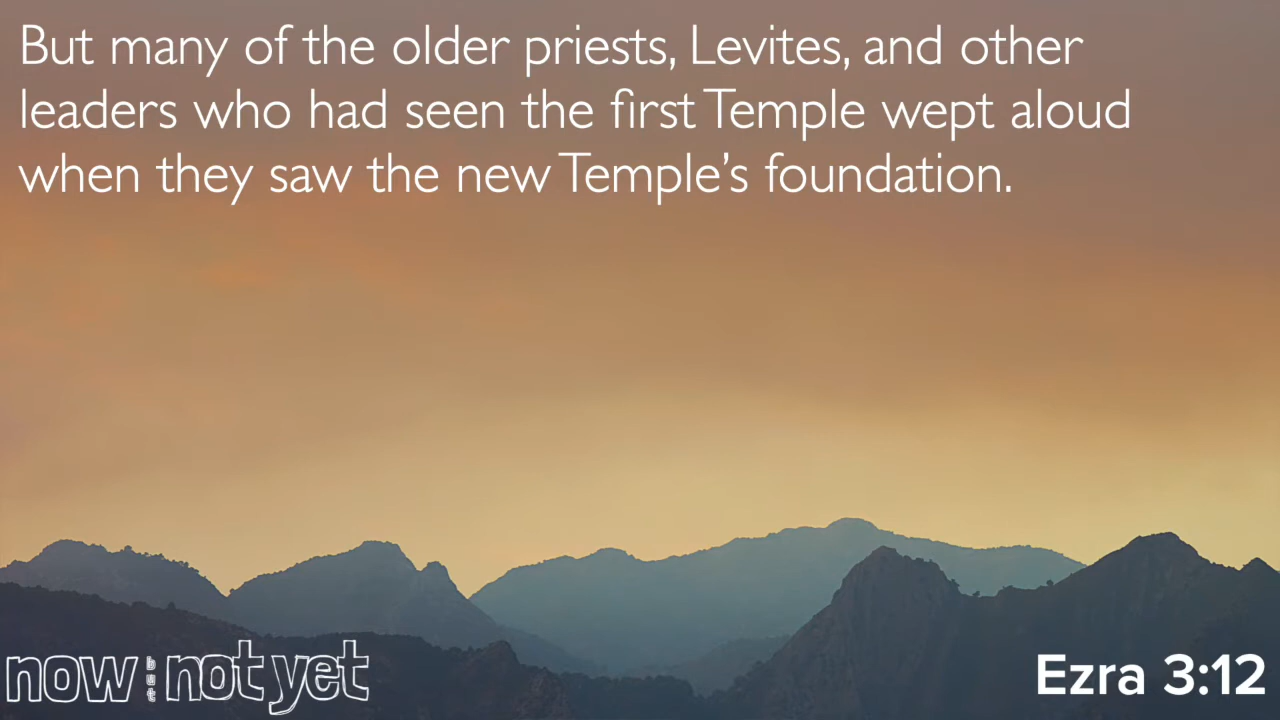 But many of the older priests, Levites, and other
leaders who had seen the first Temple wept aloud
when they saw the new Temple’s foundation.
now but not yet
Ezra 3:12